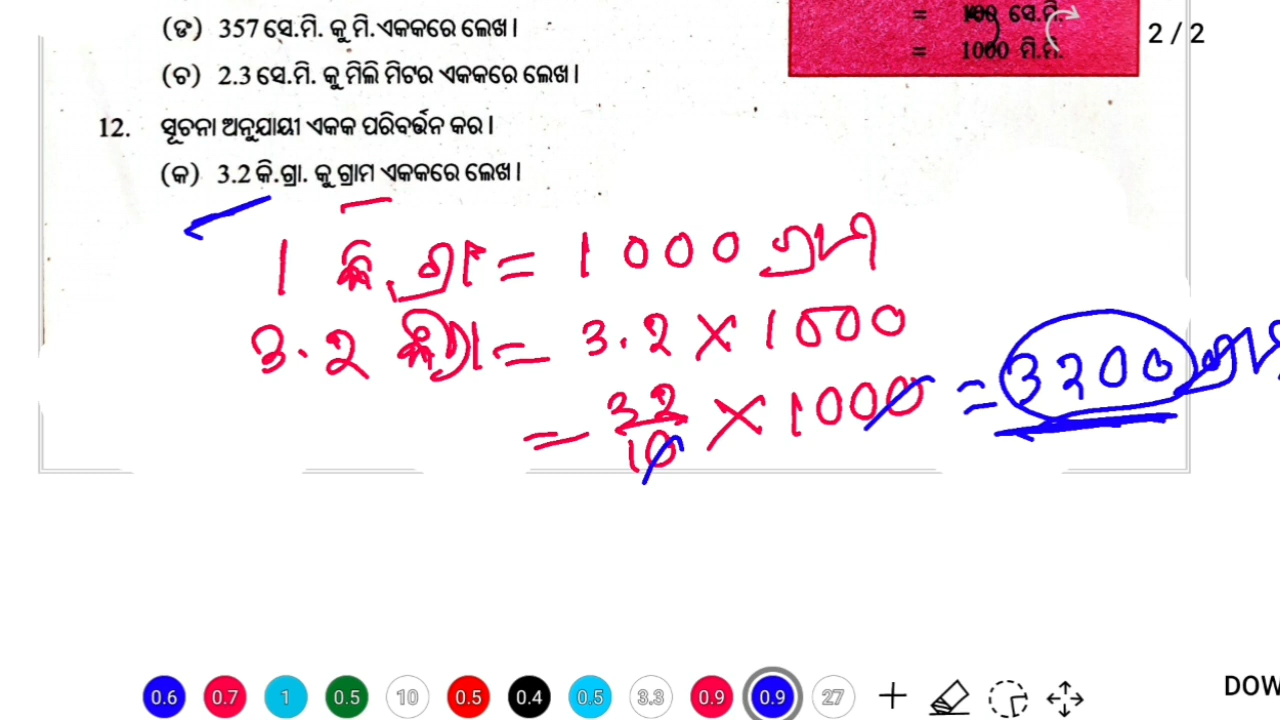 (ଙ) 357 ସେ.ମି. କୁ ମି. ଏକକରେ ଲେଖ।
= 100 ସେ.ମି.
= 1000 ମି.ମି.
2 / 2
(ଚ) 2.3 ସେ.ମି. କୁ ମିଲି ମିଟର ଏକକରେ ଲେଖ।
12. ସୂଚନା ଅନୁଯାୟୀ ଏକକ ପରିବର୍ତ୍ତନ କର।
(କ) 3.2 କି.ଗ୍ରା. କୁ ଗ୍ରାମ ଏକକରେ ଲେଖ।
1 କି.ଗ୍ରା = 1000 ଗ୍ରାମ
3.2 କିଗ୍ରା = 3.2 × 1000
= 32/10 × 1000 = 3200 ଗ୍ରାମ
0.6 0.7 1 0.5 10 0.5 0.4 0.5 3.3 0.9 0.9 27
DOW